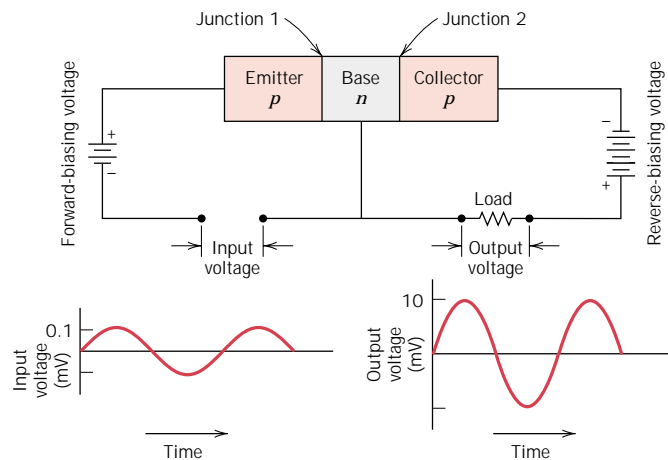 Junction 1
Junction 2
Emitter
p
Base
n
Collector
p
Forward-biasing voltage
+
−
Reverse-biasing voltage
−
+
Load
Input
voltage
Output
voltage
Input
voltage
(mV)
0.1
Time
Output
voltage
(mV)
10
Time